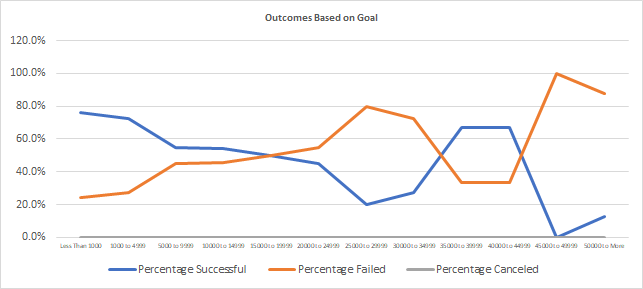 Outcomes Based on Goal
120.0%
100.0%
80.0%
60.0%
40.0%
20.0%
0.0%
Less Than 1000 1000 to 4999 5000 to 9999 10000 to 14999 15000 to 19999 20000 to 24999 25000 to 29999 30000 to 34999 35000 to 39999 40000 to 44999 45000 to 49999 50000 to More
Percentage Successful Percentage Failed Percentage Canceled